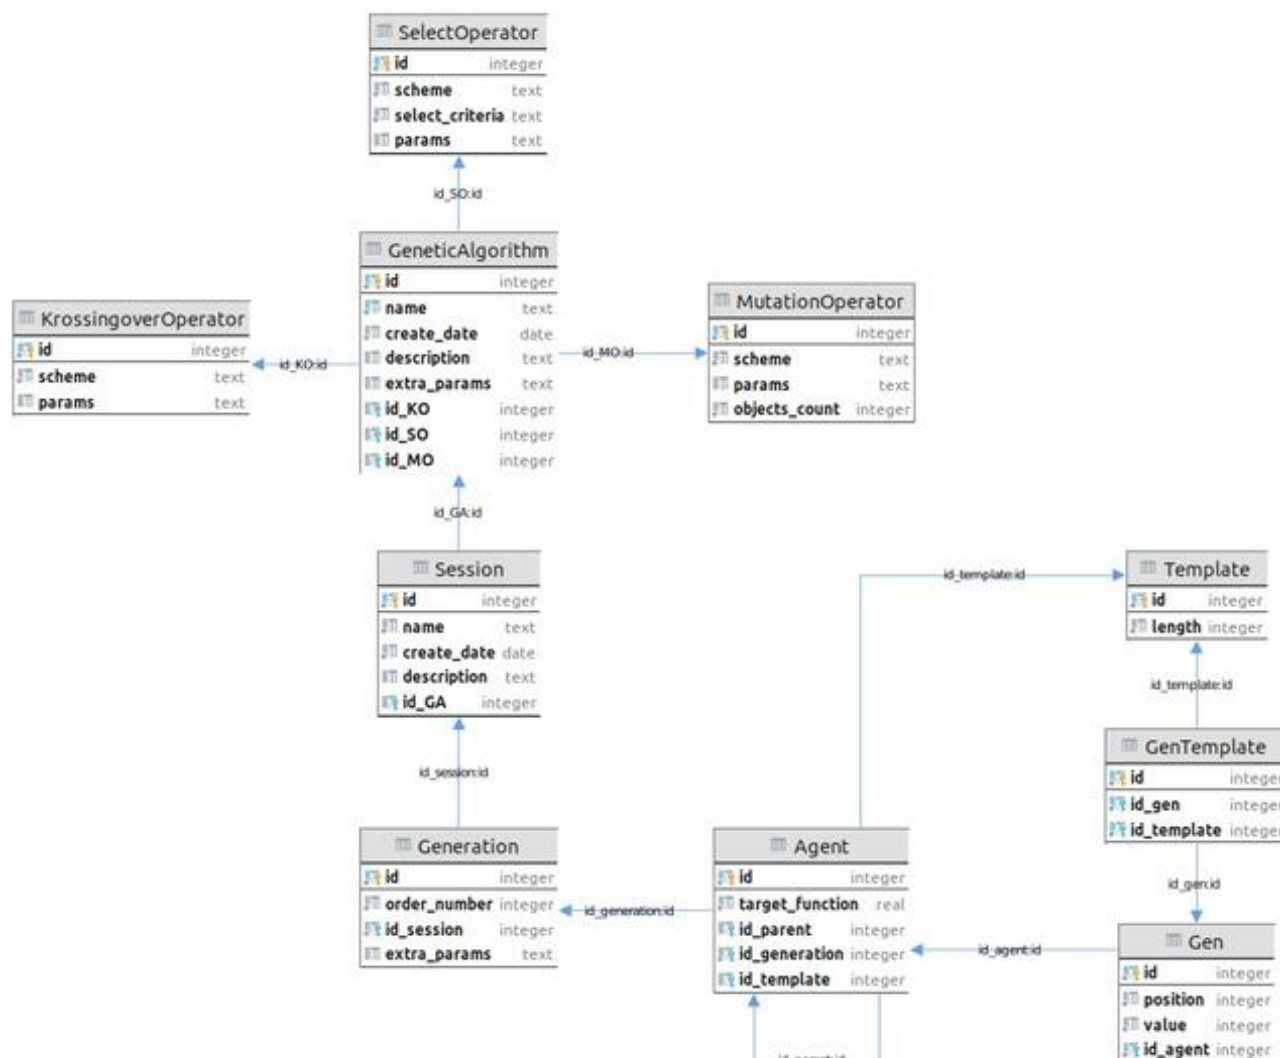 SelectOperator
id integer
scheme text
select_criteria text
params text
id_SO:id
GeneticAlgorithm
id integer
name text
create_date date
description text
extra_params text
id_KO integer
id_SO integer
id_MO integer
KrossingoverOperator
id integer
scheme text
params text
id_KO:id
id_MO:id
MutationOperator
id integer
scheme text
params text
objects_count integer
id_GA:id
Session
id integer
name text
create_date date
description text
id_GA integer
id_template:id
Template
id integer
length integer
id_template:id
id_session:id
GenTemplate
id integer
id_gen integer
id_template integer
id_gen:id
Generation
id integer
order_number integer
id_session integer
extra_params text
id_generation:id
Agent
id integer
target_function real
id_parent integer
id_generation integer
id_template integer
id_agent:id
Gen
id integer
position integer
value integer
id_agent integer